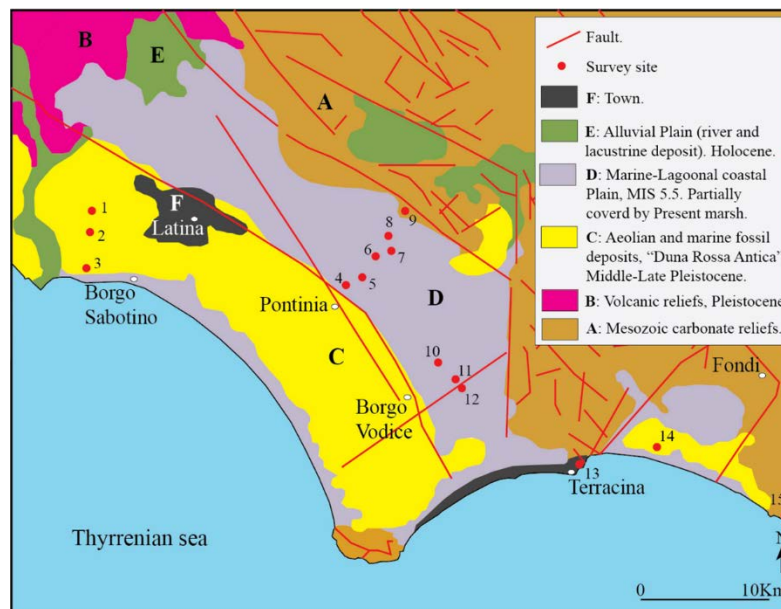 B
E
A
Fault.
Survey site
F: Town.
E: Alluvial Plain (river and
lacustrine deposit). Holocene.
D: Marine-Lagoonal coastal
Plain, MIS 5.5. Partially
coverd by Present marsh.
C: Aeolian and marine fossil
deposits, “Duna Rossa Antica”
Middle-Late Pleistocene.
B: Volcanic reliefs, Pleistocene
A: Mesozoic carbonate reliefs.
F
Latina
1
2
3
Borgo
Sabotino
9
8
7
6
5
4
Pontinia
D
C
10
11
12
Borgo
Vodice
Fondi
14
13
Terracina
15
N
Thyrrenian sea
0
10Km